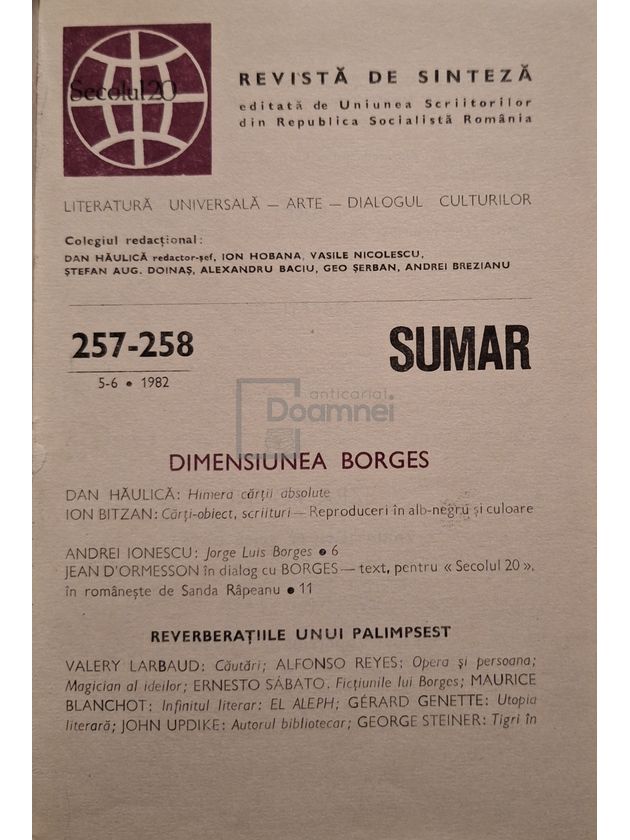 Secolul 20
REVISTĂ DE SINTEZĂ
editată de Uniunea Scriitorilor
din Republica Socialistă România
LITERATURĂ UNIVERSALĂ — ARTE — DIALOGUL CULTURILOR
Colegiul redacțional:
DAN HĂULICĂ redactor-șef, ION HOBANA, VASILE NICOLESCU,
ȘTEFAN AUG. DOINAȘ, ALEXANDRU BACIU, GEO ȘERBAN, ANDREI BREZIANU
257-258
SUMAR
5-6 • 1982
anticariat
Doamnei
DIMENSIUNEA BORGES
DAN HĂULICĂ: Himera cărții absolute
ION BITZAN: Cărți-obiect, scriituri — Reproduceri în alb-negru și culoare
ANDREI IONESCU: Jorge Luis Borges • 6
JEAN D'ORMESSON în dialog cu BORGES — text, pentru « Secolul 20 »,
în românește de Sanda Râpeanu • 11
REVERBERAȚIILE UNUI PALIMPSEST
VALERY LARBAUD: Căutări; ALFONSO REYES: Opera și persoana;
Magician al ideilor; ERNESTO SÁBATO, Ficțiunile lui Borges; MAURICE
BLANCHOT: Infinitul literar: EL ALEPH; GÉRARD GENETTE: Utopia
literară; JOHN UPDIKE: Autorul bibliotecar; GEORGE STEINER: Tigri în